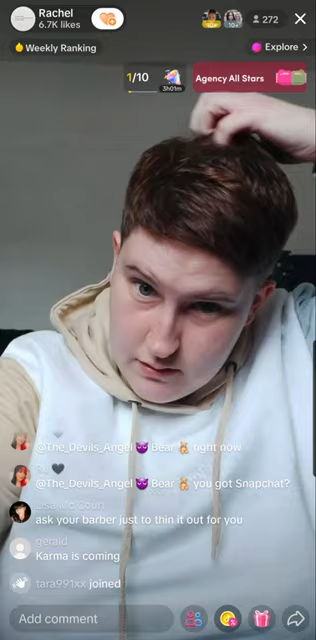 Rachel
6.7K likes
272
Weekly Ranking
Explore >
1/10
3h01m
Agency All Stars
@The_Devils_Angel 😈 Bear 🧸 right now
🖤
@The_Devils_Angel 😈 Bear 🧸 you got Snapchat?
ask your barber just to thin it out for you
gerald
Karma is coming
tara991xx joined
Add comment